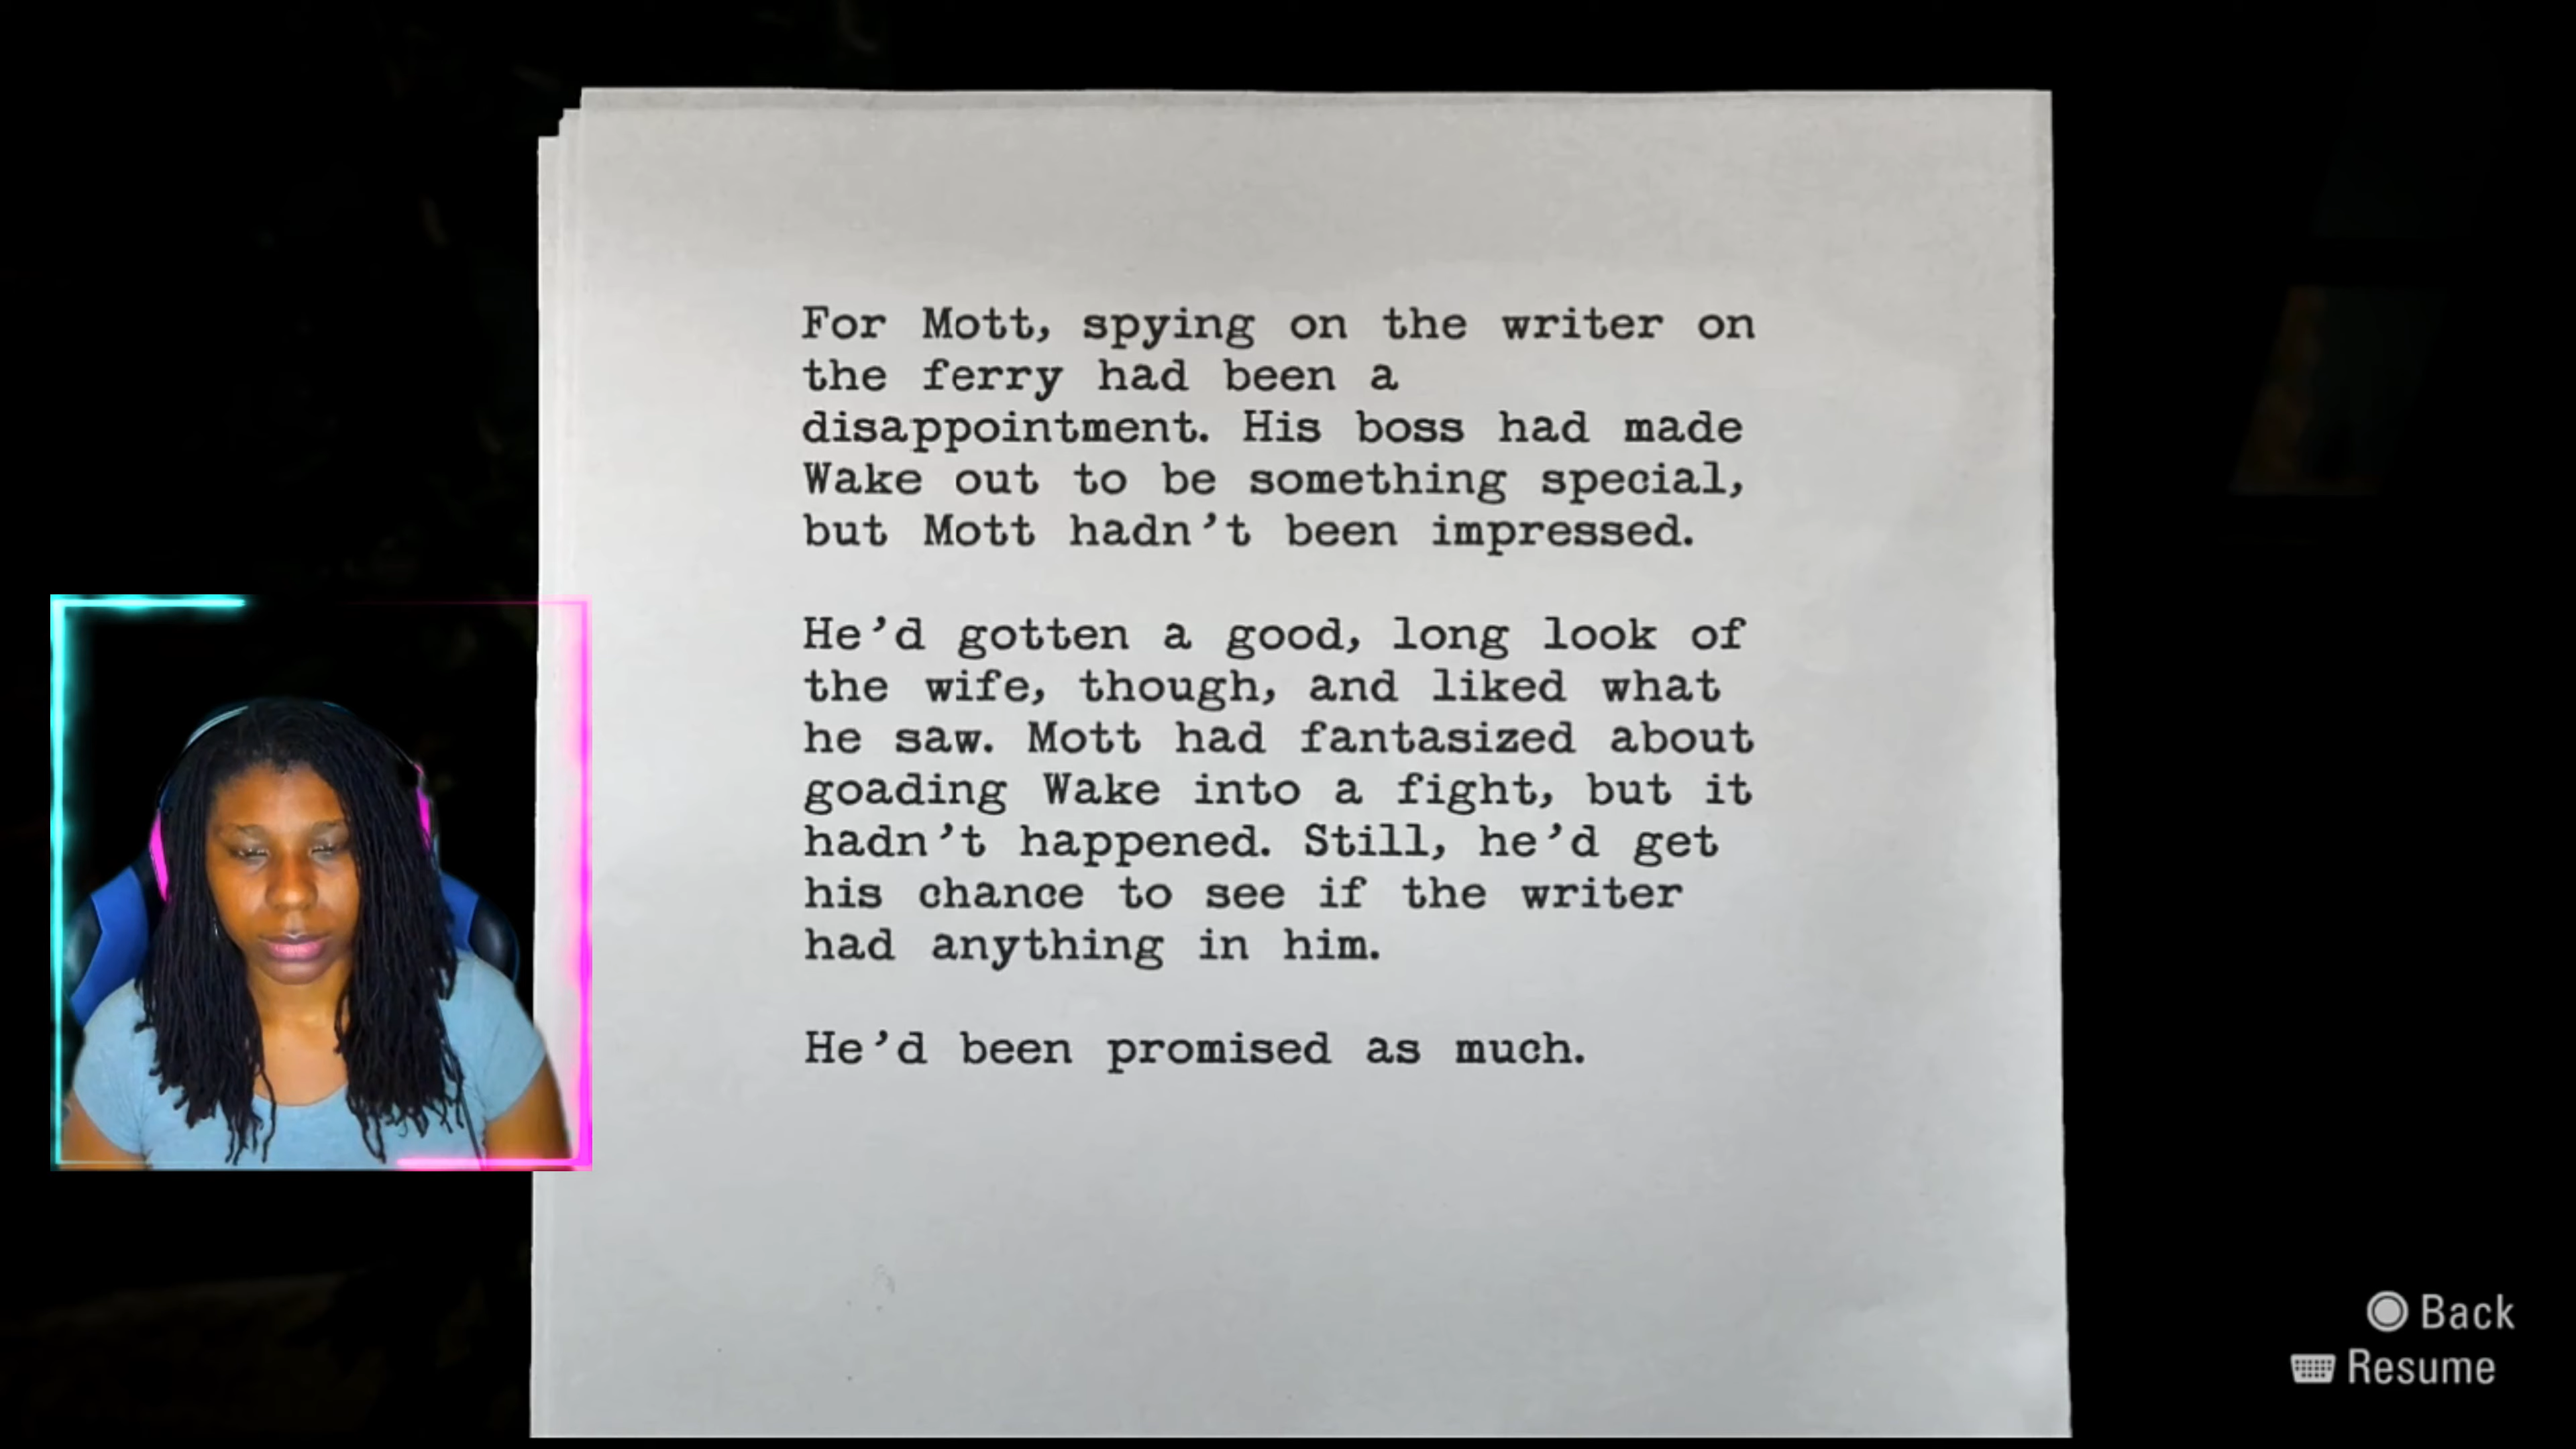 For Mott, spying on the writer on
the ferry had been a
disappointment. His boss had made
Wake out to be something special,
but Mott hadn’t been impressed.
He’d gotten a good, long look of
the wife, though, and liked what
he saw. Mott had fantasized about
goading Wake into a fight, but it
hadn’t happened. Still, he’d get
his chance to see if the writer
had anything in him.
He’d been promised as much.
Back
Resume